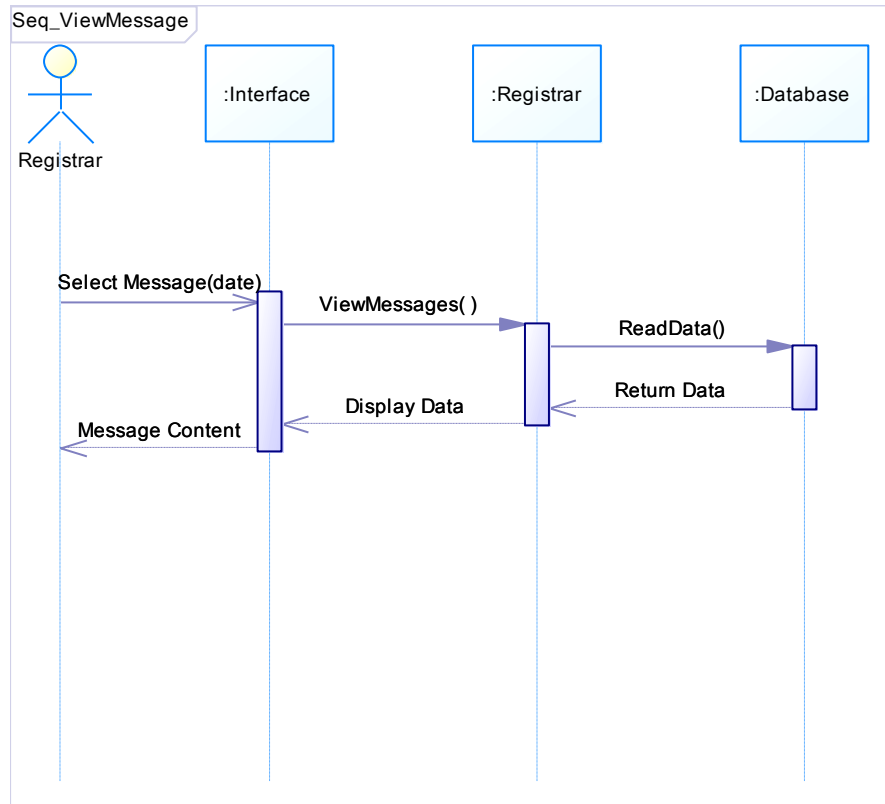 Seq_ViewMessage
:Interface
:Registrar
:Database
Registrar
Select Message(date)
ViewMessages( )
ReadData()
Return Data
Display Data
Message Content